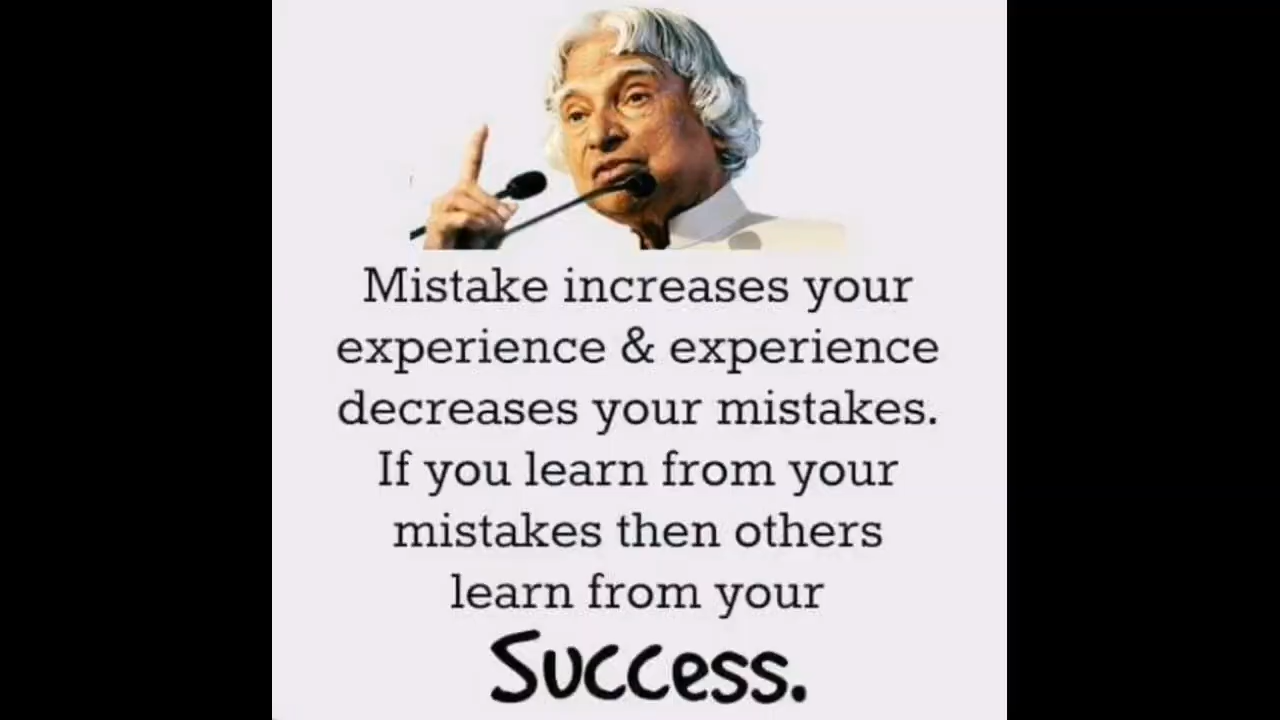 Mistake increases your
experience & experience
decreases your mistakes.
If you learn from your
mistakes then others
learn from your
Success.